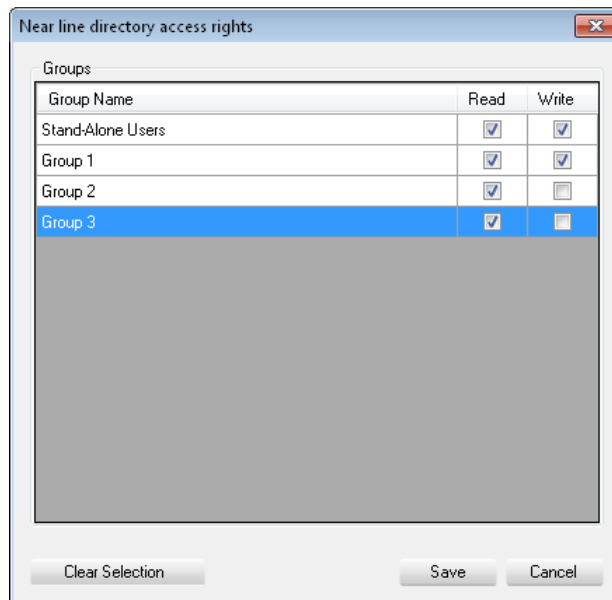 Near line directory access rights
Groups
Group Name Read Write
Stand-Alone Users
Group 1
Group 2
Group 3
Clear Selection Save Cancel